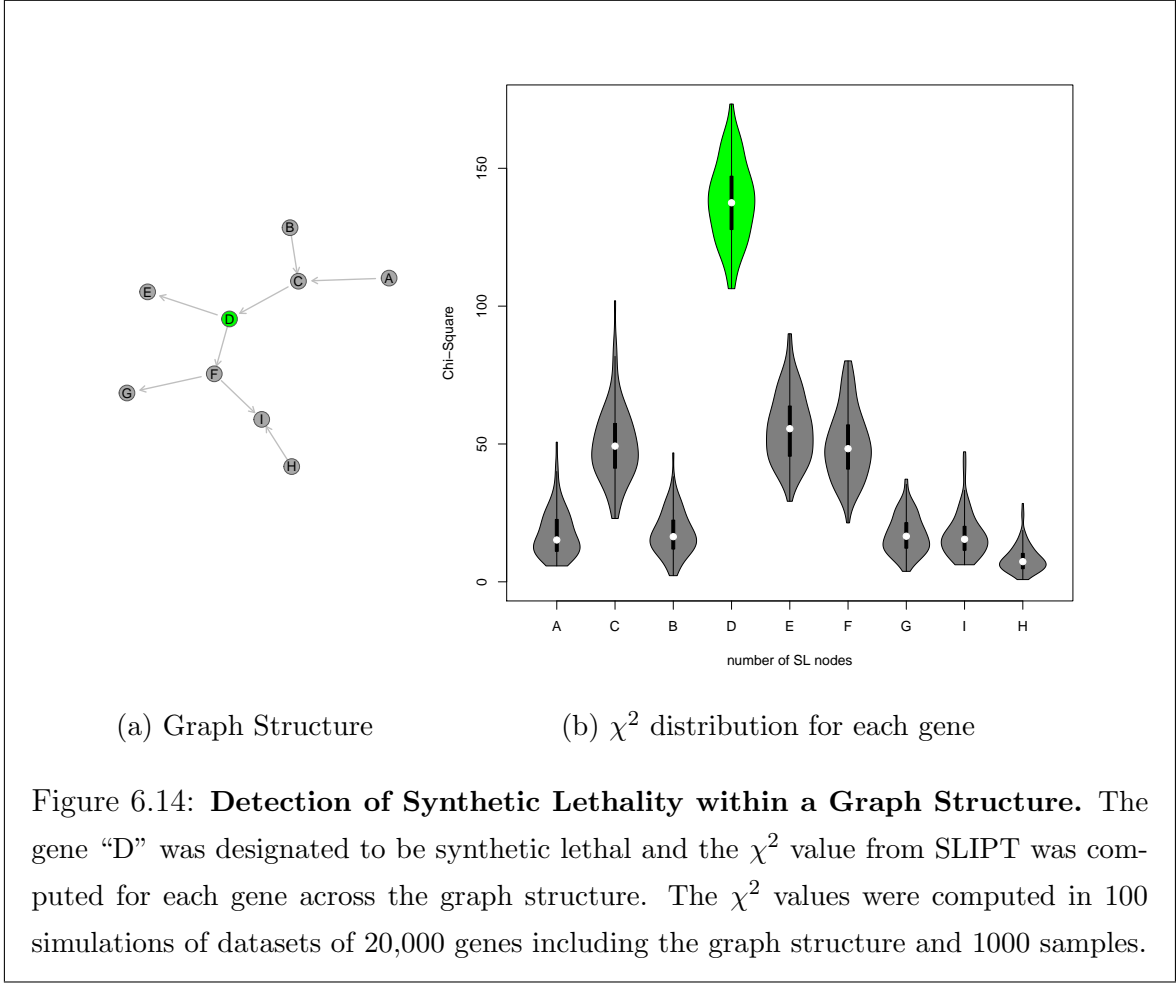 B
C
A
E
D
F
G
I
H
Chi−Square
0
50
100
150
A C B D E F G I H
number of SL nodes
(a) Graph Structure
(b) χ² distribution for each gene
Figure 6.14: Detection of Synthetic Lethality within a Graph Structure. The
gene “D” was designated to be synthetic lethal and the χ² value from SLIPT was com-
puted for each gene across the graph structure. The χ² values were computed in 100
simulations of datasets of 20,000 genes including the graph structure and 1000 samples.